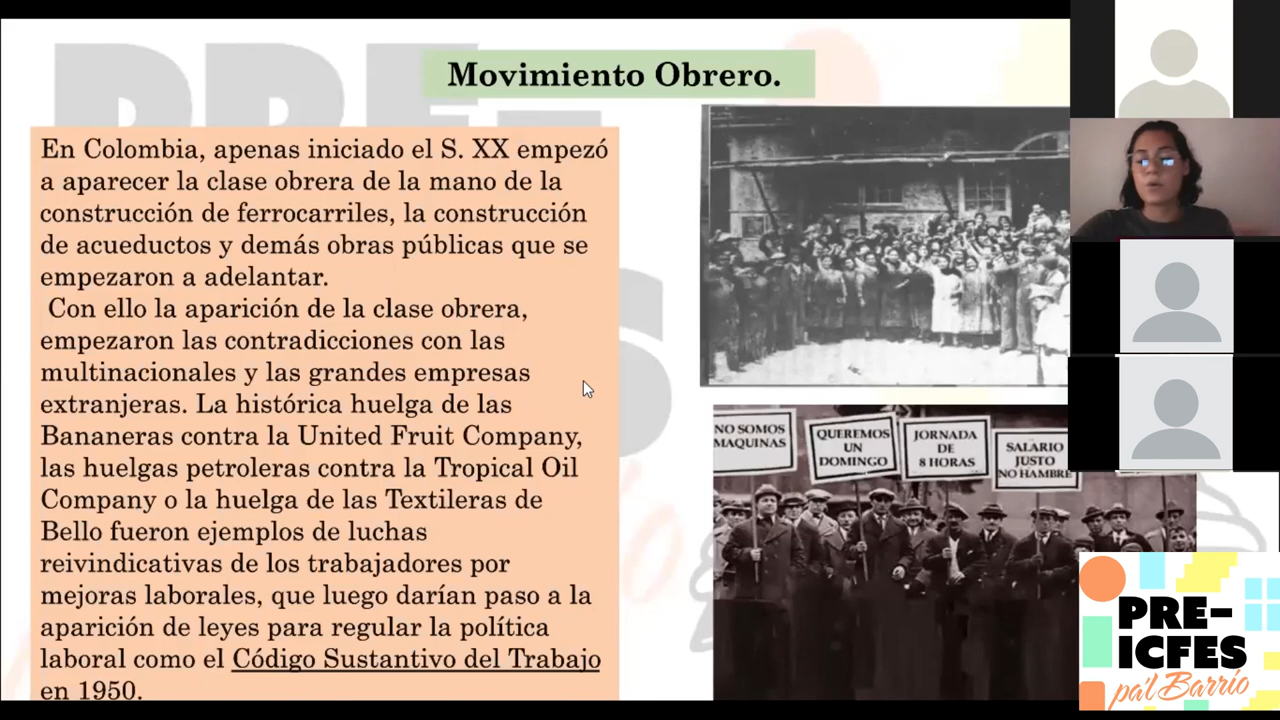 Movimiento Obrero.
En Colombia, apenas iniciado el S. XX empezó
a aparecer la clase obrera de la mano de la
construcción de ferrocarriles, la construcción
de acueductos y demás obras públicas que se
empezaron a adelantar.
Con ello la aparición de la clase obrera,
empezaron las contradicciones con las
multinacionales y las grandes empresas
extranjeras. La histórica huelga de las
Bananeras contra la United Fruit Company,
las huelgas petroleras contra la Tropical Oil
Company o la huelga de las Textileras de
Bello fueron ejemplos de luchas
reivindicativas de los trabajadores por
mejoras laborales, que luego darían paso a la
aparición de leyes para regular la política
laboral como el Código Sustantivo del Trabajo
en 1950.
NO SOMOS
MAQUINAS
QUEREMOS
UN
DOMINGO
JORNADA
DE
8 HORAS
SALARIO
JUSTO
NO HAMBRE
PRE-
ICFES
pa'l Barrio